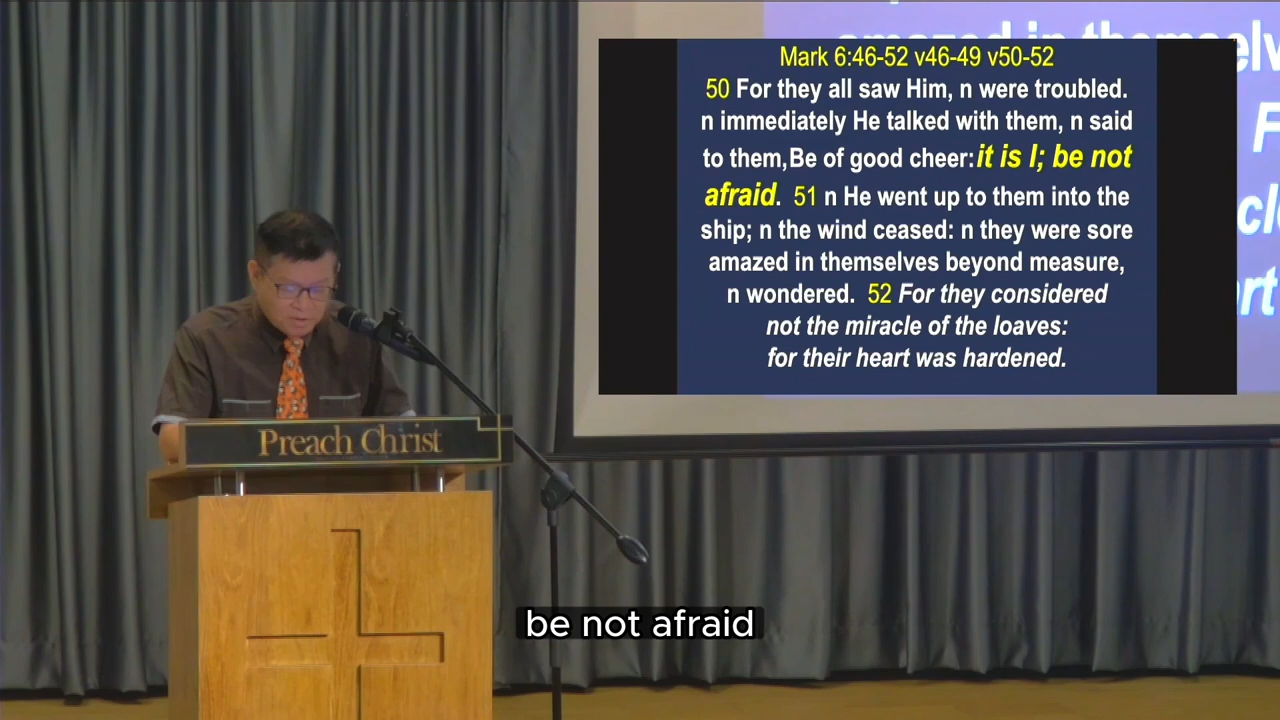 Mark 6:46-52 v46-49 v50-52
50 For they all saw Him, n were troubled.
n immediately He talked with them, n said
to them,Be of good cheer:it is I; be not
afraid. 51 n He went up to them into the
ship; n the wind ceased: n they were sore
amazed in themselves beyond measure,
n wondered. 52 For they considered
not the miracle of the loaves:
for their heart was hardened.
amazed in
Preach Christ
be not afraid